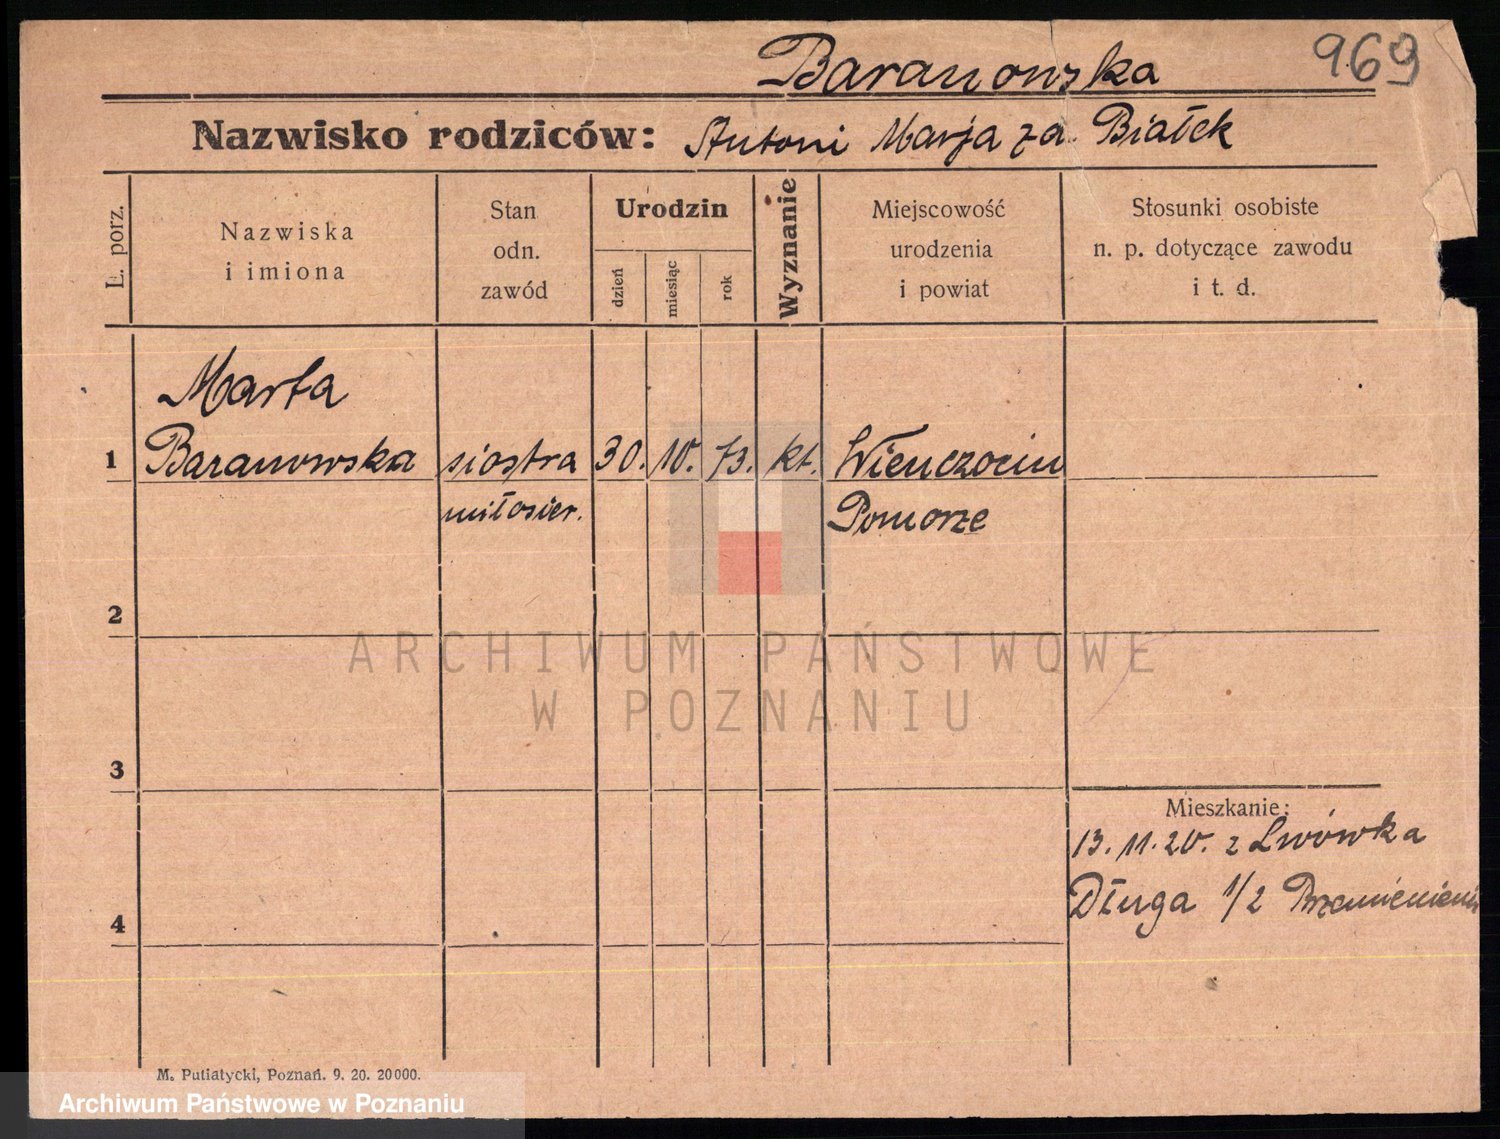 Baranowska
969
Nazwisko rodziców: Antoni Marja za Białek
L. porz.
Nazwiska
i imiona
Stan
odn.
zawód
Urodzin
dzień
miesiąc
rok
Wyznanie
Miejscowość
urodzenia
i powiat
Stosunki osobiste
n. p. dotyczące zawodu
i t. d.
Marta
1 Baranowska siostra 30. 10. 73. kt. Wienczocin
miłosier. Pomorze
2
ARCHIWUM PAŃSTWOWE
W POZNANIU
3
Mieszkanie:
13. 11. 20. z Lwówka
4 Długa 1/2
M. Putiatycki, Poznań. 9. 20. 20000.
Archiwum Państwowe w Poznaniu